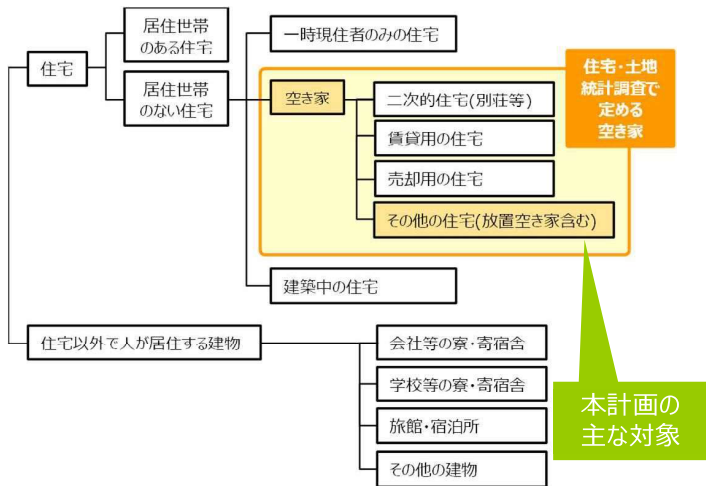 住宅
居住世帯
のある住宅
居住世帯
のない住宅
一時現住者のみの住宅
空き家
二次的住宅(別荘等)
賃貸用の住宅
売却用の住宅
その他の住宅(放置空き家含む)
住宅・土地
統計調査で
定める
空き家
建築中の住宅
住宅以外で人が居住する建物
会社等の寮・寄宿舎
学校等の寮・寄宿舎
旅館・宿泊所
その他の建物
本計画の
主な対象